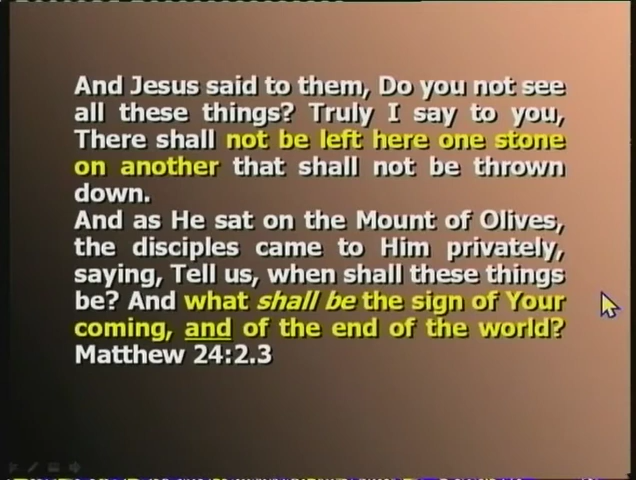 And Jesus said to them, Do you not see
all these things? Truly I say to you,
There shall not be left here one stone
on another that shall not be thrown
down.
And as He sat on the Mount of Olives,
the disciples came to Him privately,
saying, Tell us, when shall these things
be? And what shall be the sign of Your
coming, and of the end of the world?
Matthew 24:2.3